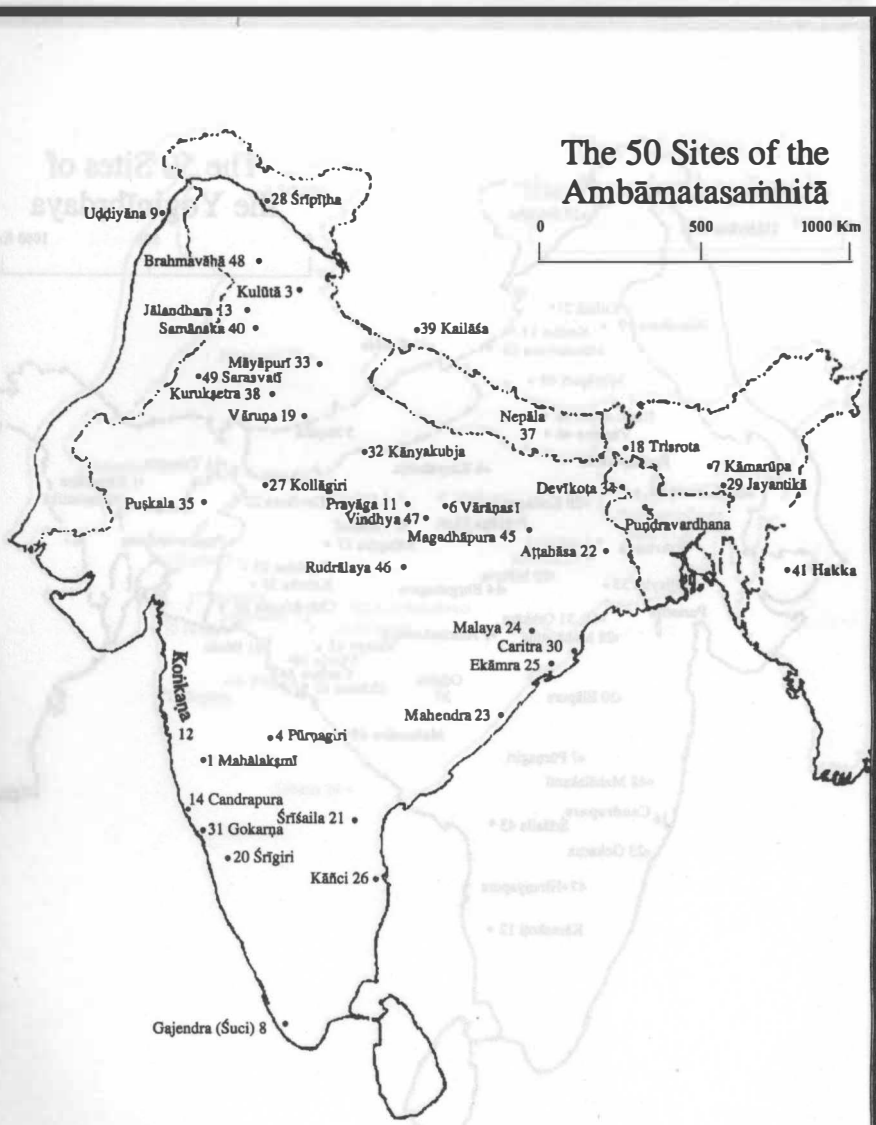 The 50 Sites of the
Ambāmatasaṁhitā
0 500 1000 Km
28 Śrīpīṭha
Uḍḍiyāna 9
Brahmavāhā 48
Kulūtā 3
Jālandhara 13
Samānaka 40
39 Kailāśa
Māyāpurī 33
49 Sarasvatī
Kurukṣetra 38
Vāruṇa 19
Nepāla
37
18 Trisrota
32 Kānyakubja
7 Kāmarūpa
27 Kollāgiri
Devīkoṭa 34
29 Jayantikā
Puṣkala 35
Prayāga 11
6 Vārāṇasī
5
Vindhya 47
Puṇḍravardhana
Magadhāpura 45
Aṭṭahāsa 22
Rudrālaya 46
41 Hakka
Malaya 24
Caritra 30
Ekāmra 25
Koṅkaṇa
12
Mahendra 23
4 Pūrṇagiri
1 Mahālakṣmī
14 Candrapura
Śrīśaila 21
31 Gokarṇa
20 Śrīgiri
Kāñci 26
Gajendra (Śuci) 8